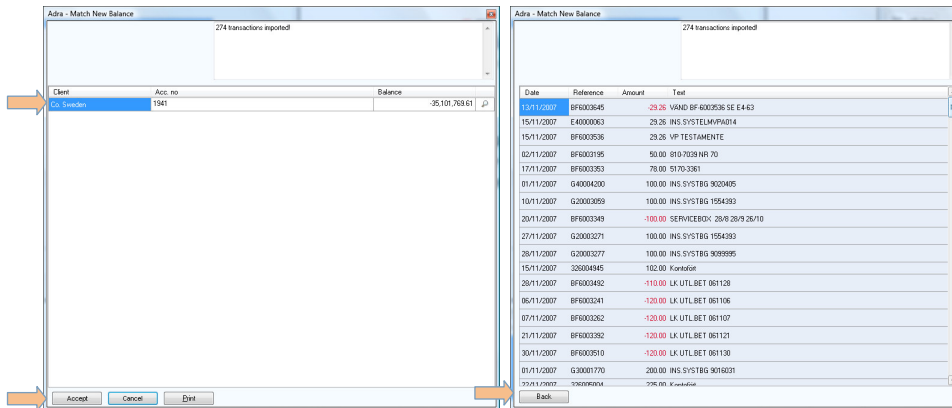 Adra - Match New Balance
274 transactions imported!
Client Acc. no Balance
Co. Sweden 1941 -35,101,769.61
Accept Cancel Print
Adra - Match New Balance
274 transactions imported!
Date Reference Amount Text
13/11/2007 BF6003645 -29.26 VÄND BF-6003536 SE E4-63
15/11/2007 E40000063 29.26 INS.SYSTELMVPA014
15/11/2007 BF6003536 29.26 VP TESTAMENTE
02/11/2007 BF6003195 50.00 810-7039 NR 70
17/11/2007 BF6003353 78.00 5170-3361
01/11/2007 G40004200 100.00 INS.SYSTBG 9020405
10/11/2007 G20003059 100.00 INS.SYSTBG 1554393
20/11/2007 BF6003349 -100.00 SERVICEBOX 28/8 28/9 26/10
27/11/2007 G20003271 100.00 INS.SYSTBG 1554393
28/11/2007 G20003277 100.00 INS.SYSTBG 9099995
15/11/2007 326004945 102.00 Kontofört
28/11/2007 BF6003492 -110.00 LK UTL.BET 061128
06/11/2007 BF6003241 -120.00 LK UTL.BET 061106
07/11/2007 BF6003262 -120.00 LK UTL.BET 061107
21/11/2007 BF6003392 -120.00 LK UTL.BET 061121
30/11/2007 BF6003510 -120.00 LK UTL.BET 061130
01/11/2007 G30001770 200.00 INS.SYSTBG 9016031
22/11/2007 326005004 225.00 Kontofört
Back